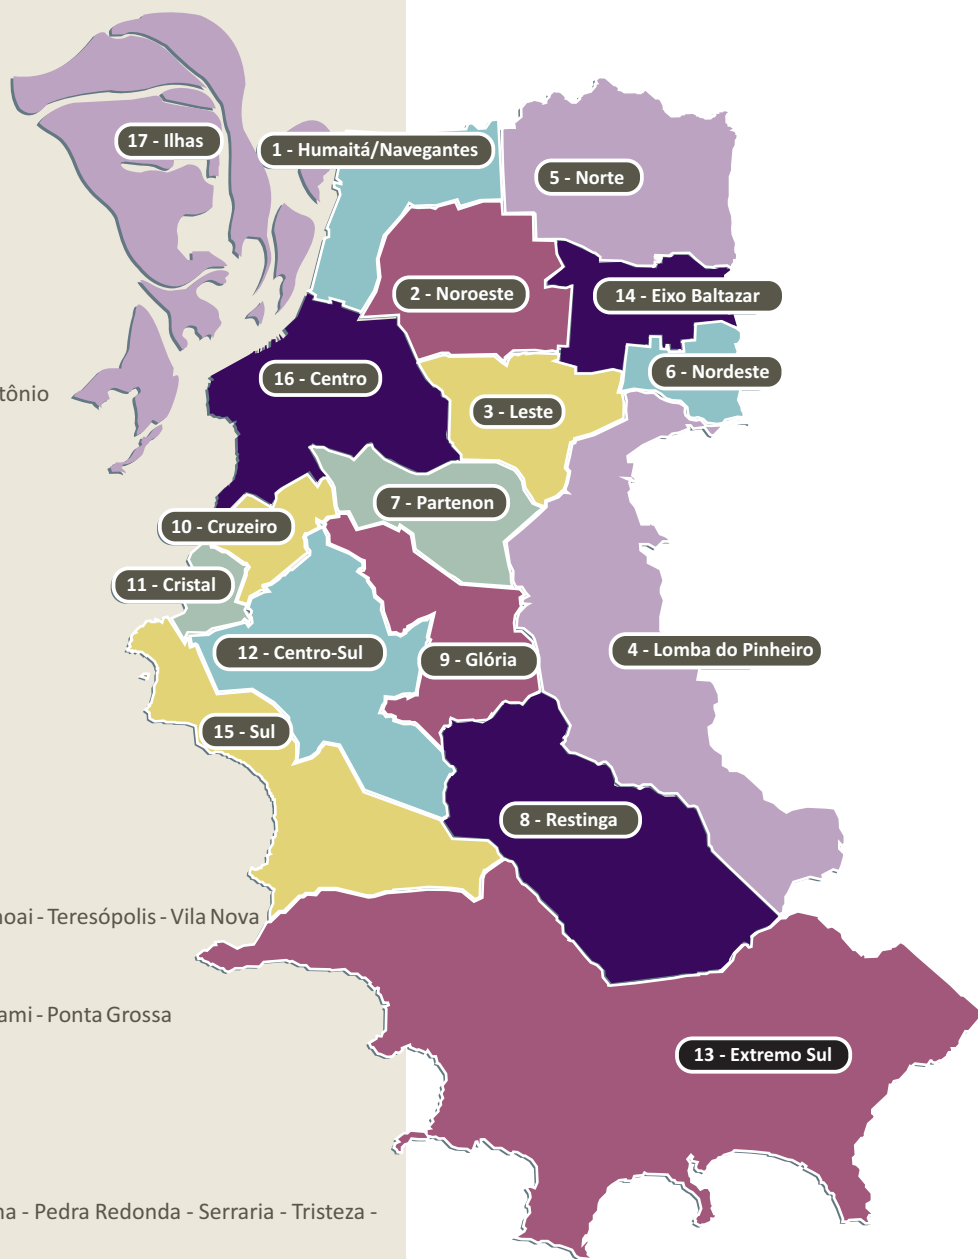 17 - Ilhas
1 - Humaitá/Navegantes
5 - Norte
2 - Noroeste
14 - Eixo Baltazar
16 - Centro
6 - Nordeste
tônio
3 - Leste
7 - Partenon
10 - Cruzeiro
11 - Cristal
12 - Centro-Sul
9 - Glória
4 - Lomba do Pinheiro
15 - Sul
8 - Restinga
noai - Teresópolis - Vila Nova
ami - Ponta Grossa
13 - Extremo Sul
na - Pedra Redonda - Serraria - Tristeza -